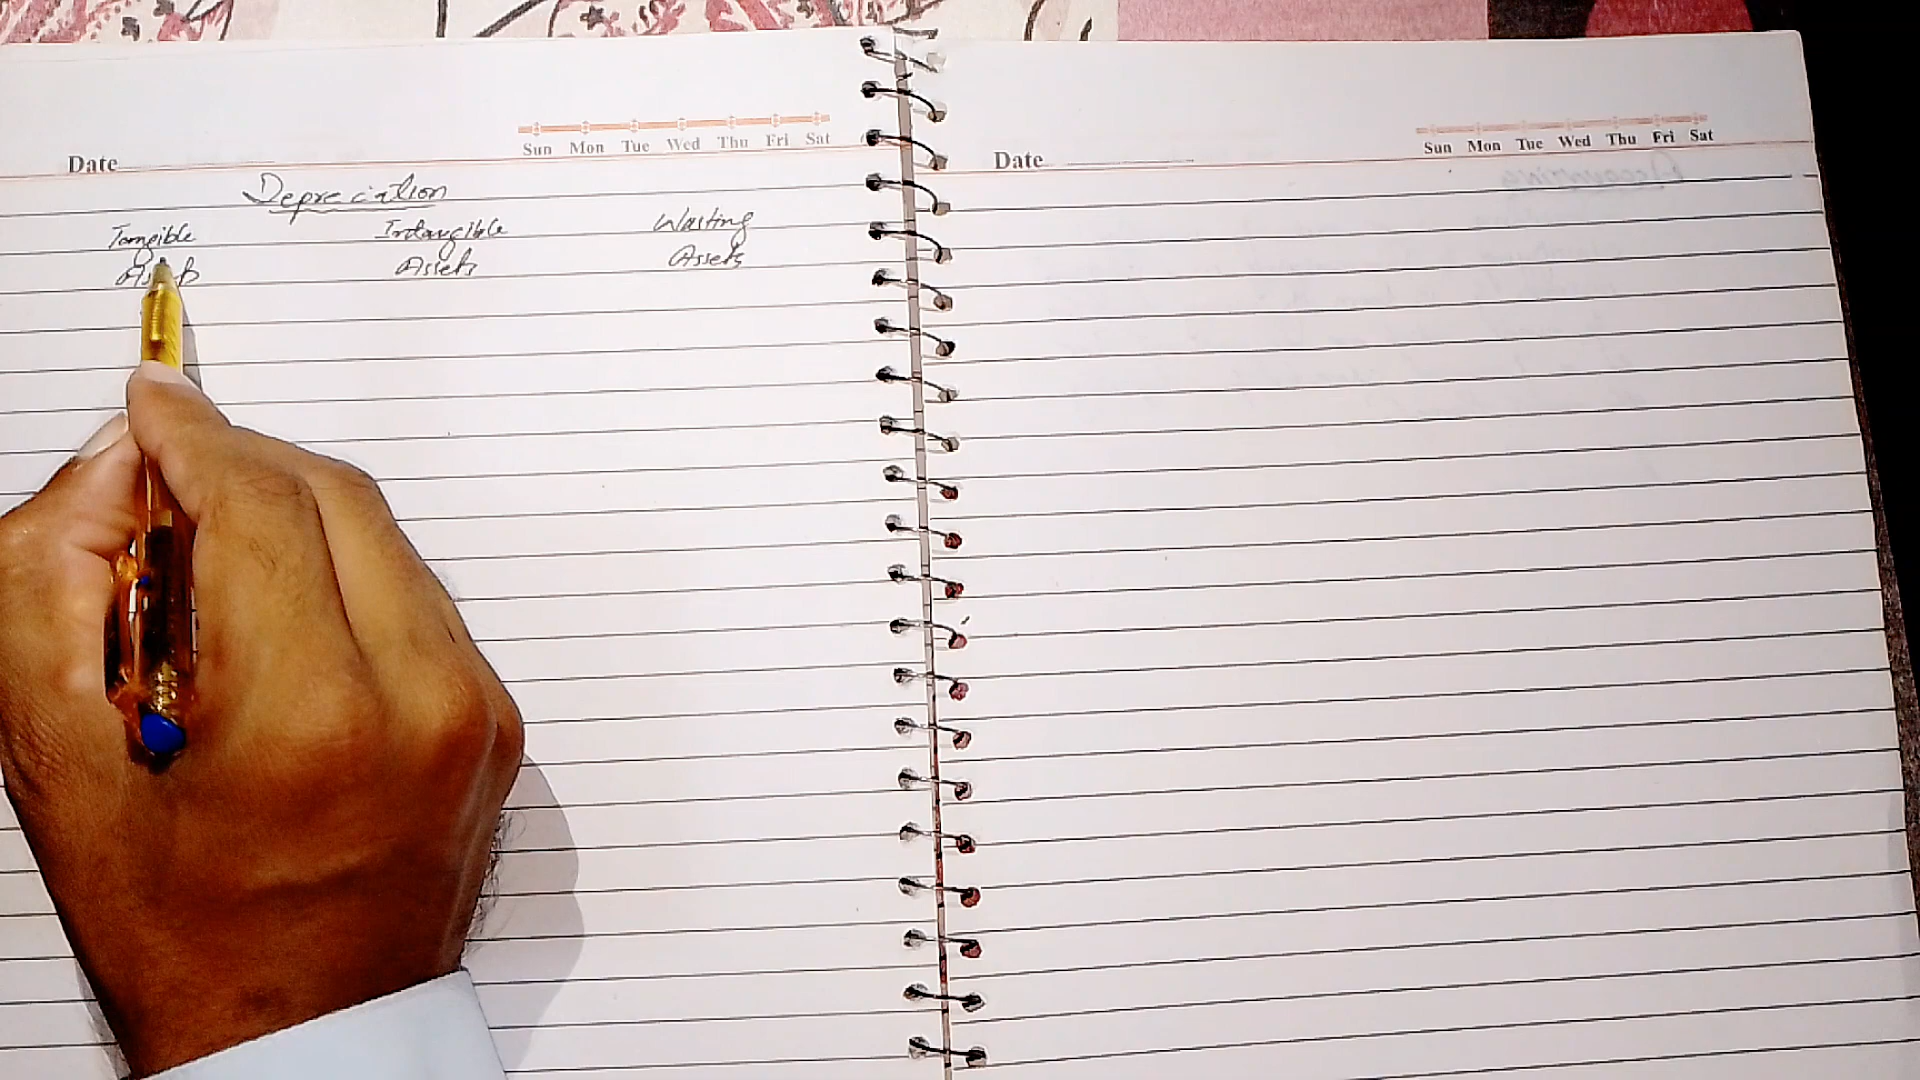 Sun Mon Tue Wed Thu Fri Sat
Date
Depreciation
Tangible Intangible Wasting
Assets Assets Assets
Sun Mon Tue Wed Thu Fri Sat
Date